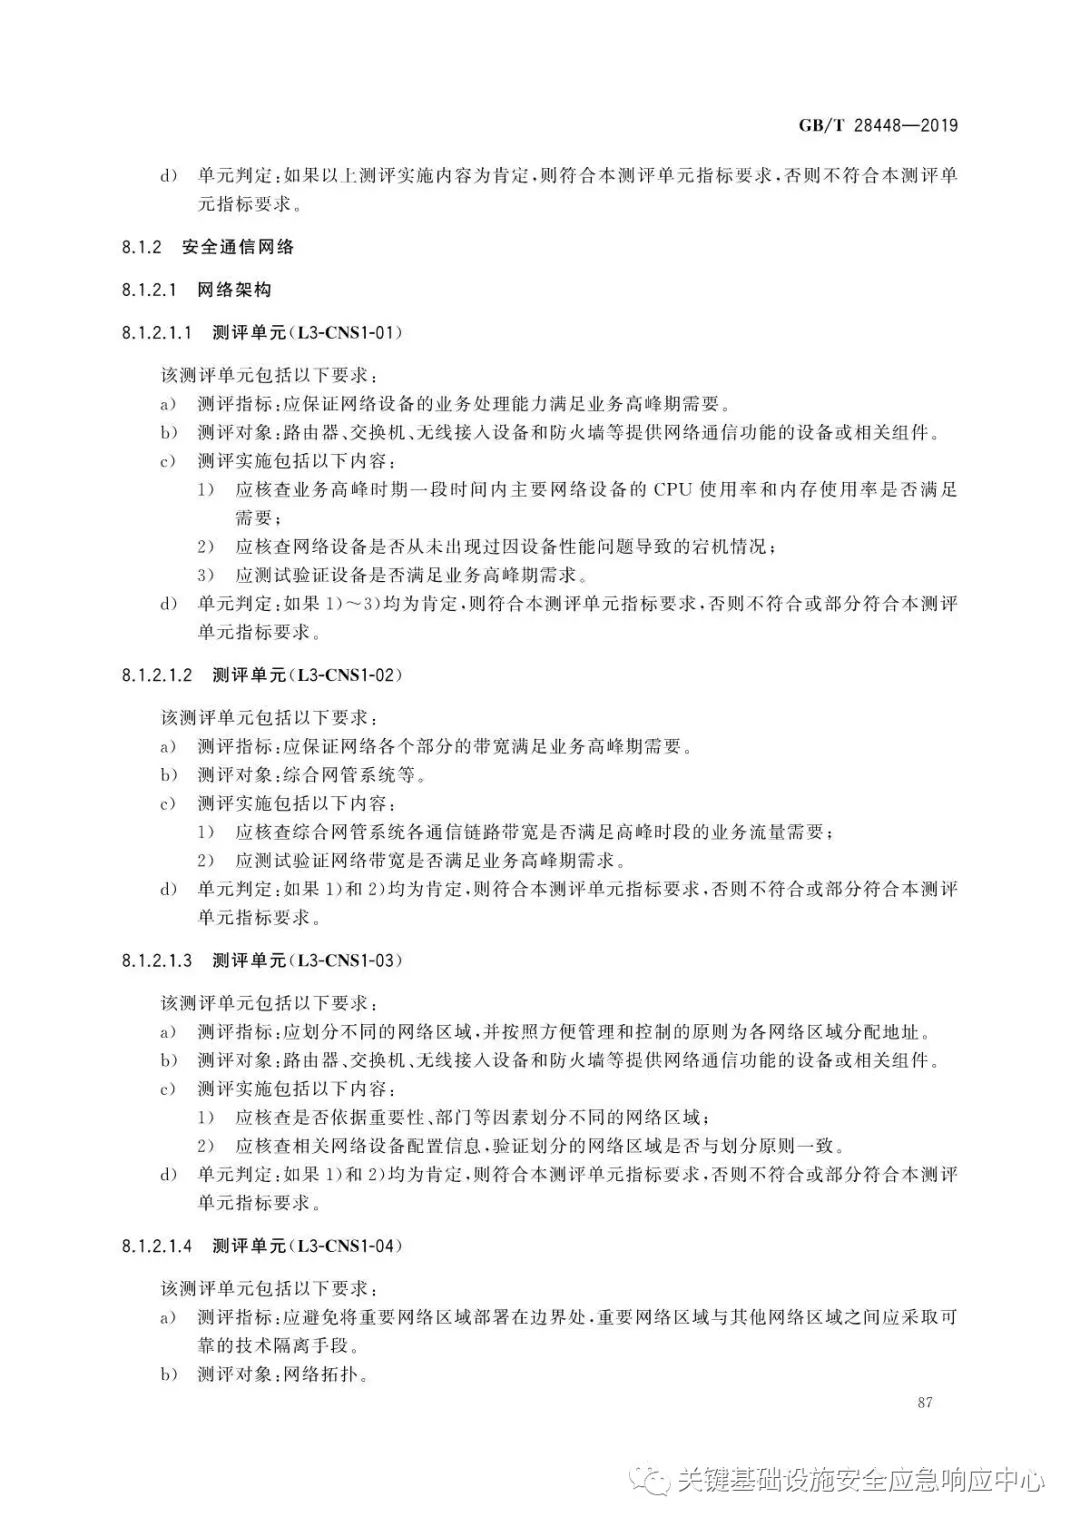 GB/T 28448—2019
d) 单元判定:如果以上测评实施内容为肯定,则符合本测评单元指标要求,否则不符合本测评单
元指标要求。
8.1.2 安全通信网络
8.1.2.1 网络架构
8.1.2.1.1 测评单元(L3-CNS1-01)
该测评单元包括以下要求:
a) 测评指标:应保证网络设备的业务处理能力满足业务高峰期需要。
b) 测评对象:路由器、交换机、无线接入设备和防火墙等提供网络通信功能的设备或相关组件。
c) 测评实施包括以下内容:
1) 应核查业务高峰时期一段时间内主要网络设备的 CPU 使用率和内存使用率是否满足
需要;
2) 应核查网络设备是否从未出现过因设备性能问题导致的宕机情况;
3) 应测试验证设备是否满足业务高峰期需求。
d) 单元判定:如果 1)～3)均为肯定,则符合本测评单元指标要求,否则不符合或部分符合本测评
单元指标要求。
8.1.2.1.2 测评单元(L3-CNS1-02)
该测评单元包括以下要求:
a) 测评指标:应保证网络各个部分的带宽满足业务高峰期需要。
b) 测评对象:综合网管系统等。
c) 测评实施包括以下内容:
1) 应核查综合网管系统各通信链路带宽是否满足高峰时段的业务流量需要;
2) 应测试验证网络带宽是否满足业务高峰期需求。
d) 单元判定:如果 1)和 2)均为肯定,则符合本测评单元指标要求,否则不符合或部分符合本测评
单元指标要求。
8.1.2.1.3 测评单元(L3-CNS1-03)
该测评单元包括以下要求:
a) 测评指标:应划分不同的网络区域,并按照方便管理和控制的原则为各网络区域分配地址。
b) 测评对象:路由器、交换机、无线接入设备和防火墙等提供网络通信功能的设备或相关组件。
c) 测评实施包括以下内容:
1) 应核查是否依据重要性、部门等因素划分不同的网络区域;
2) 应核查相关网络设备配置信息,验证划分的网络区域是否与划分原则一致。
d) 单元判定:如果 1)和 2)均为肯定,则符合本测评单元指标要求,否则不符合或部分符合本测评
单元指标要求。
8.1.2.1.4 测评单元(L3-CNS1-04)
该测评单元包括以下要求:
a) 测评指标:应避免将重要网络区域部署在边界处,重要网络区域与其他网络区域之间应采取可
靠的技术隔离手段。
b) 测评对象:网络拓扑。
87
关键基础设施安全应急响应中心